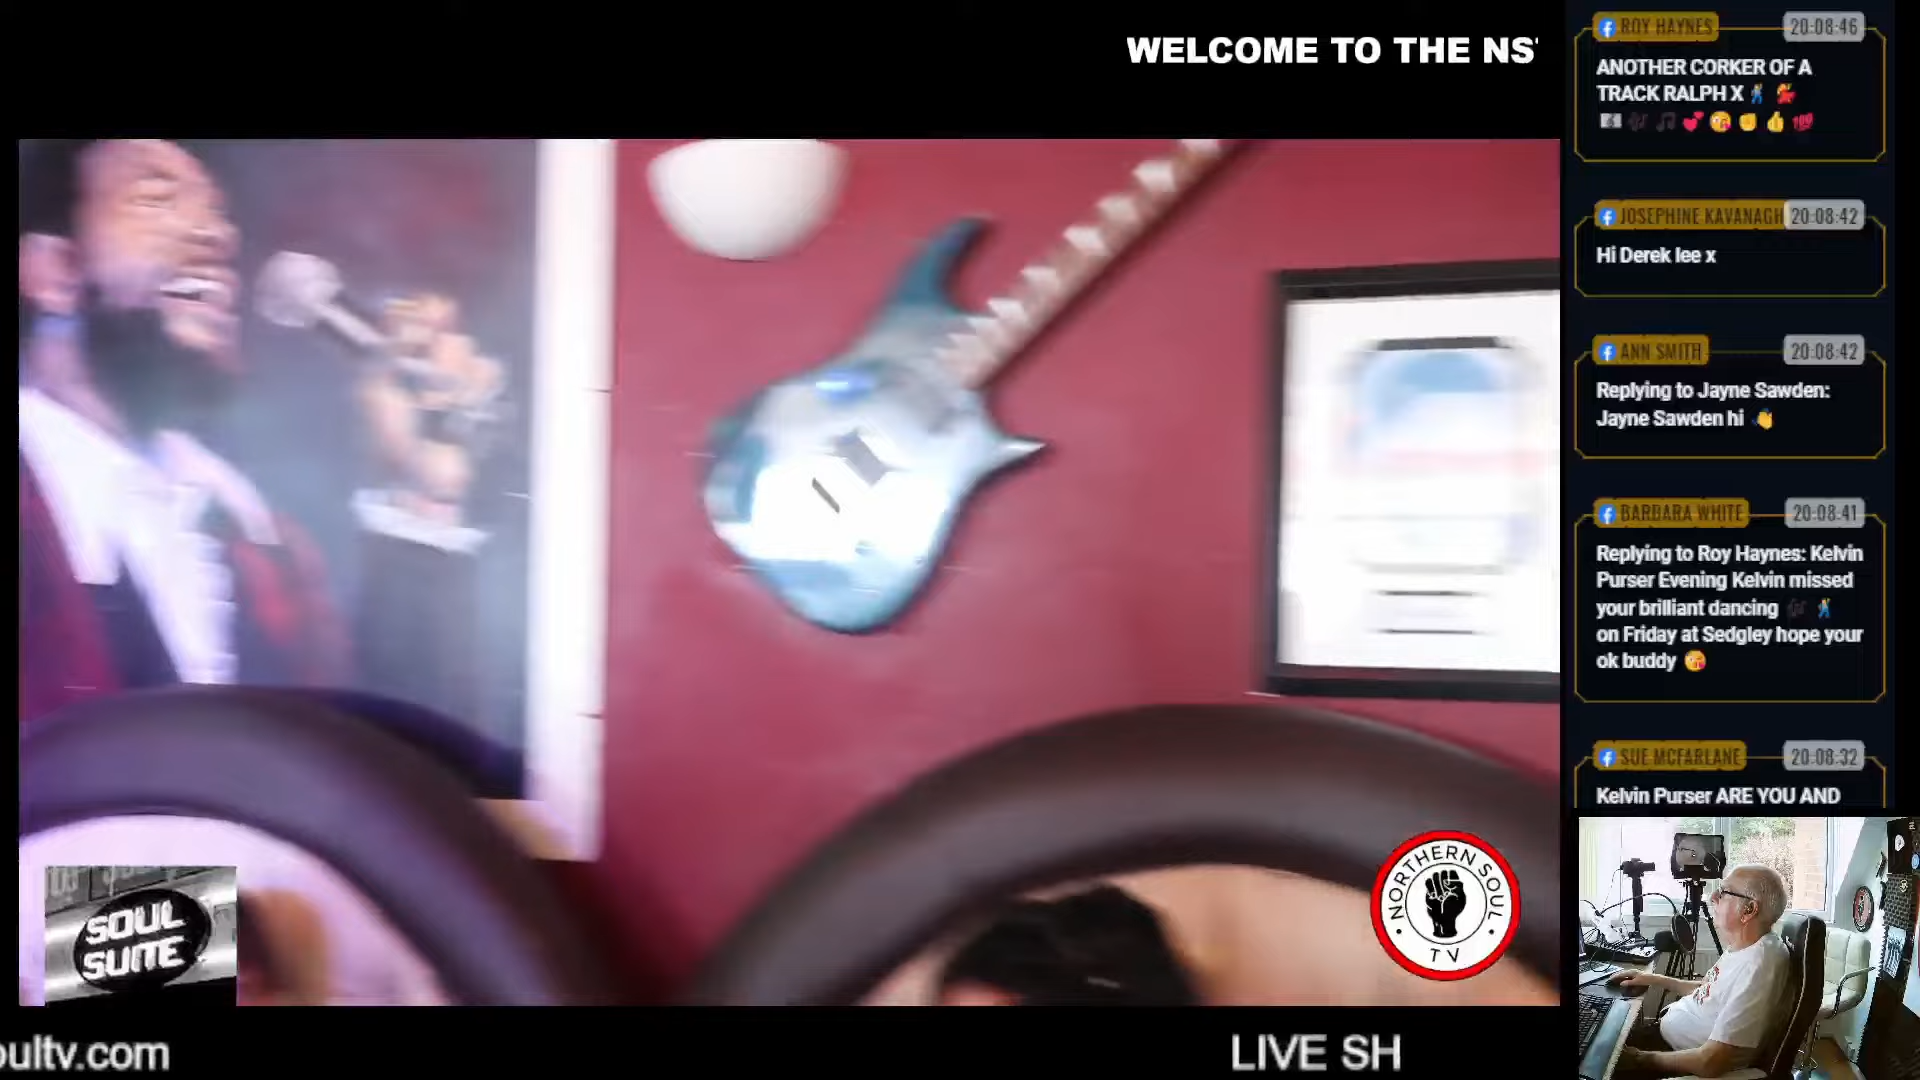 WELCOME TO THE NS
ROY HAYNES 20:08:46
ANOTHER CORKER OF A
TRACK RALPH X
JOSEPHINE KAVANAGH 20:08:42
Hi Derek lee x
ANN SMITH 20:08:42
Replying to Jayne Sawden:
Jayne Sawden hi
BARBARA WHITE 20:08:41
Replying to Roy Haynes: Kelvin
Purser Evening Kelvin missed
your brilliant dancing
on Friday at Sedgley hope your
ok buddy
SUE MCFARLANE 20:08:32
Kelvin Purser ARE YOU AND
SOUL
SUITE
NORTHERN SOUL
TV
oultv.com
LIVE SH